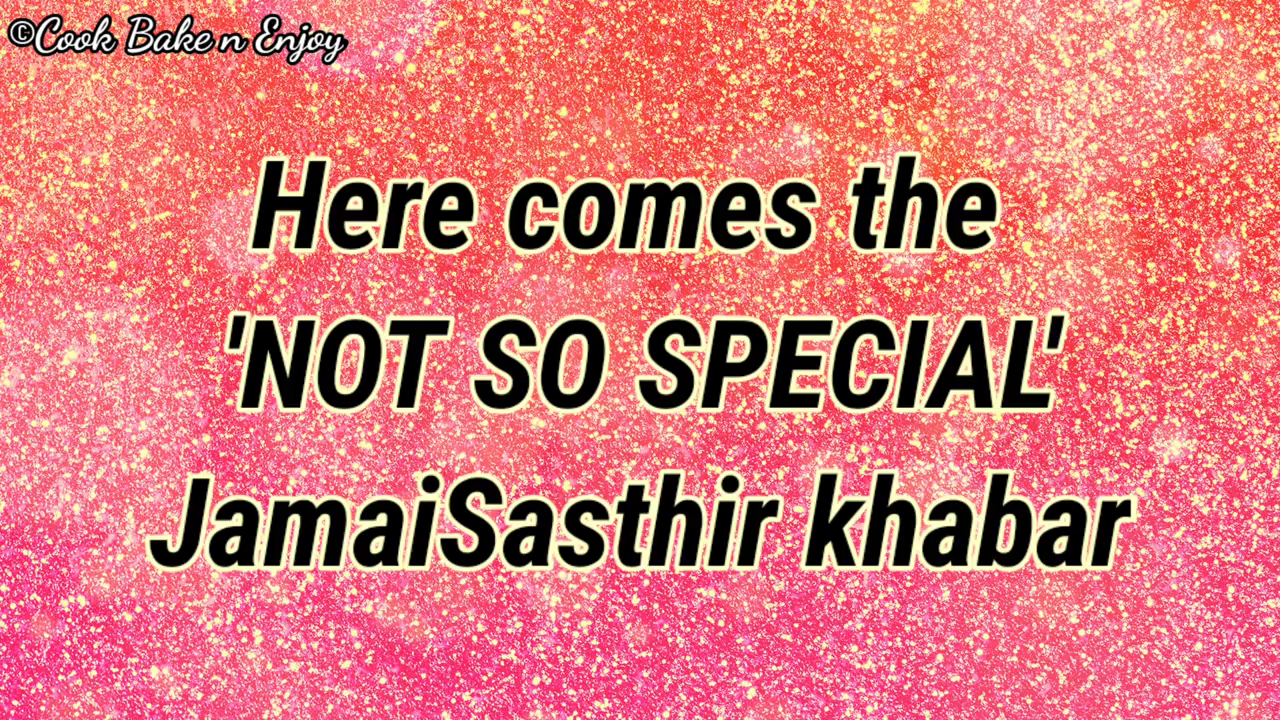 ©Cook Bake n Enjoy
Here comes the
'NOT SO SPECIAL'
JamaiSasthir khabar